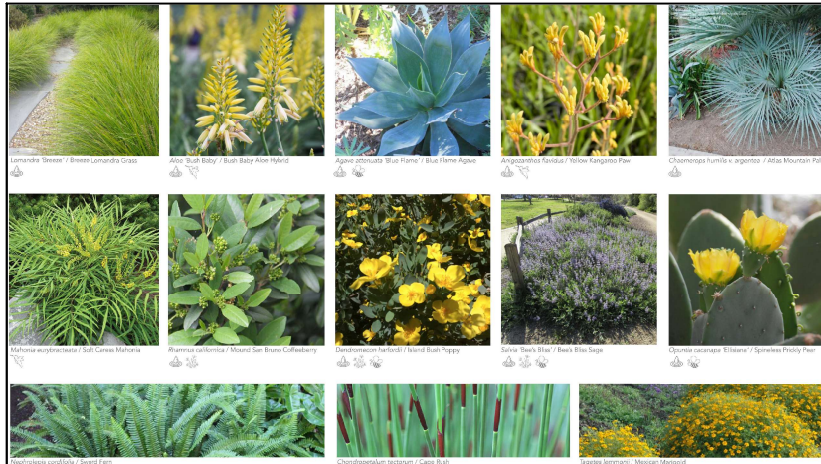 Lomandra 'Breeze' / Breeze Lomandra Grass
Aloe 'Bush Baby' / Bush Baby Aloe Hybrid
Agave attenuata 'Blue Flame' / Blue Flame Agave
Anigozanthos flavidus / Yellow Kangaroo Paw
Chaemerops humilis v. argentea / Atlas Mountain Pal
Mahonia eurybracteata / Soft Caress Mahonia
Rhamnus californica / Mound San Bruno Coffeeberry
Dendromecon harfordii / Island Bush Poppy
Salvia 'Bee's Bliss' / Bee's Bliss Sage
Opuntia cacanapa 'Ellisiana' / Spineless Prickly Pear
Nephrolepis cordifolia / Sword Fern
Chondropetalum tectorum / Cape Rush
Tagetes lemmonii / Mexican Marigold